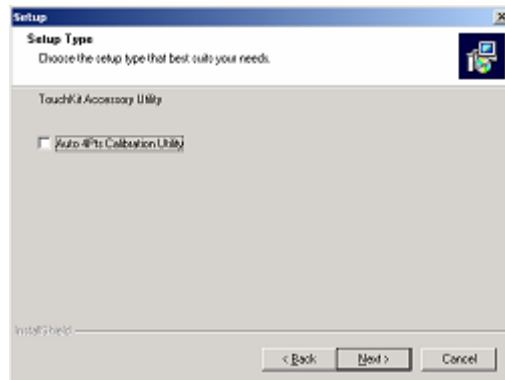 Setup
Setup Type
Choose the setup type that best suits your needs.
TouchKit Accessory Utility
Auto 4Pts Calibration Utility
InstallShield
< Back
Next >
Cancel